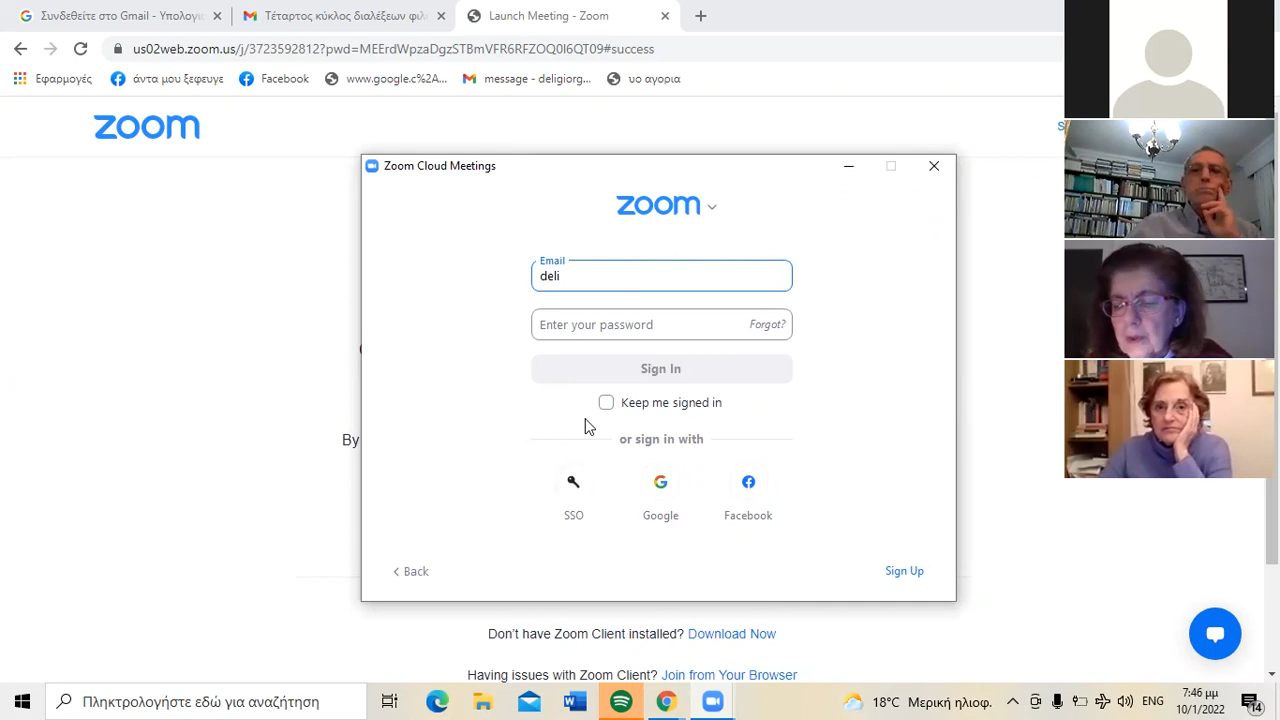 Συνδεθείτε στο Gmail - Υπολογισ
Τέταρτος κύκλος διαλέξεων φιλ
Launch Meeting - Zoom
us02web.zoom.us/j/3723592812?pwd=MEErdWpzaDgzSTBmVFR6RFZOQ0l6QT09#success
Εφαρμογές
άντα μου ξεφευγε
Facebook
www.google.c%2A...
message - deligiorg...
υο αγορια
zoom
S
Zoom Cloud Meetings
zoom
Email
deli
Enter your password
Forgot?
Sign In
Keep me signed in
By
or sign in with
SSO
Google
Facebook
Back
Sign Up
Don't have Zoom Client installed? Download Now
Having issues with Zoom Client? Join from Your Browser
Πληκτρολογήστε εδώ για αναζήτηση
18°C Μερική ηλιοφ.
ENG
7:46 μμ
10/1/2022
14